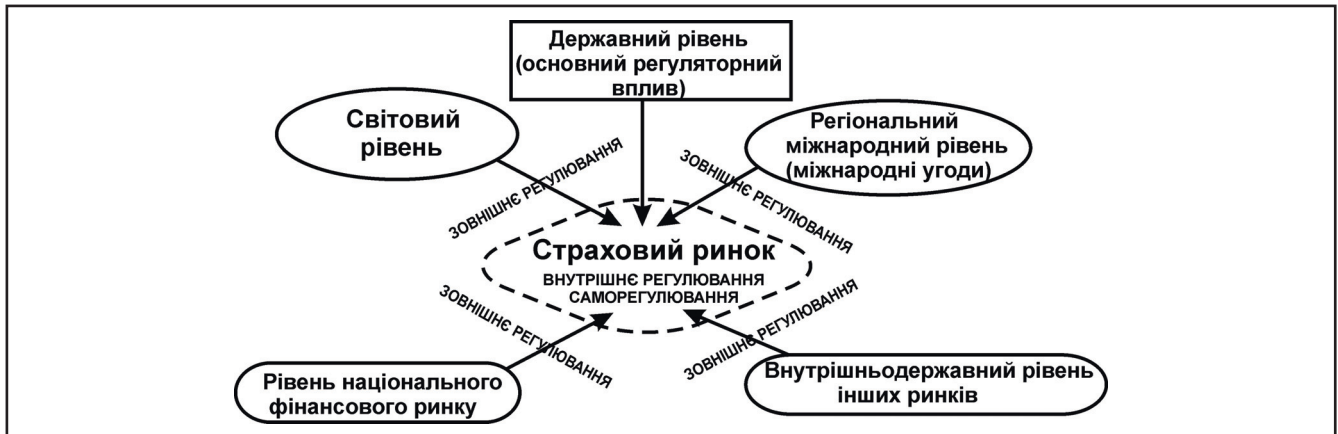 Державний рівень
(основний регуляторний
вплив)
Світовий
рівень
Регіональний
міжнародний рівень
(міжнародні угоди)
ЗОВНІШНЄ РЕГУЛЮВАННЯ
ЗОВНІШНЄ РЕГУЛЮВАННЯ
Страховий ринок
ВНУТРІШНЄ РЕГУЛЮВАННЯ
САМОРЕГУЛЮВАННЯ
ЗОВНІШНЄ РЕГУЛЮВАННЯ
ЗОВНІШНЄ РЕГУЛЮВАННЯ
Рівень національного
фінансового ринку
Внутрішньодержавний рівень
інших ринків